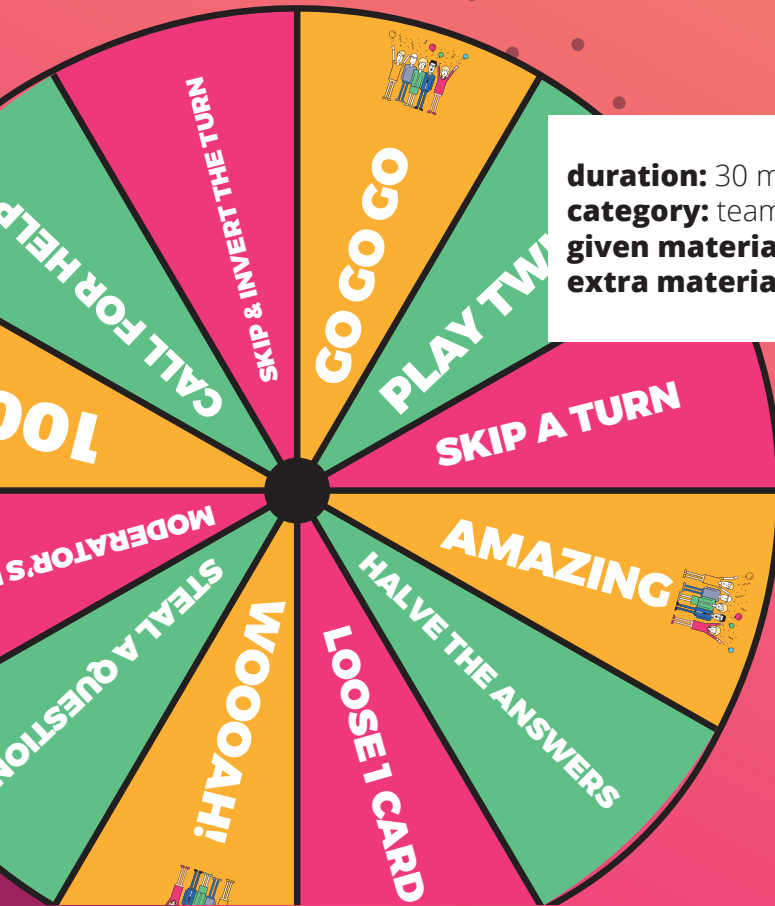 GO GO GO
PLAY TW
SKIP A TURN
AMAZING
HALVE THE ANSWERS
LOOSE 1 CARD
WOOOAH!
STEAL A QUESTION
MODERATOR'S
100
CALL FOR HELP
SKIP & INVERT THE TURN
duration: 30 m
category: team
given materia
extra materia